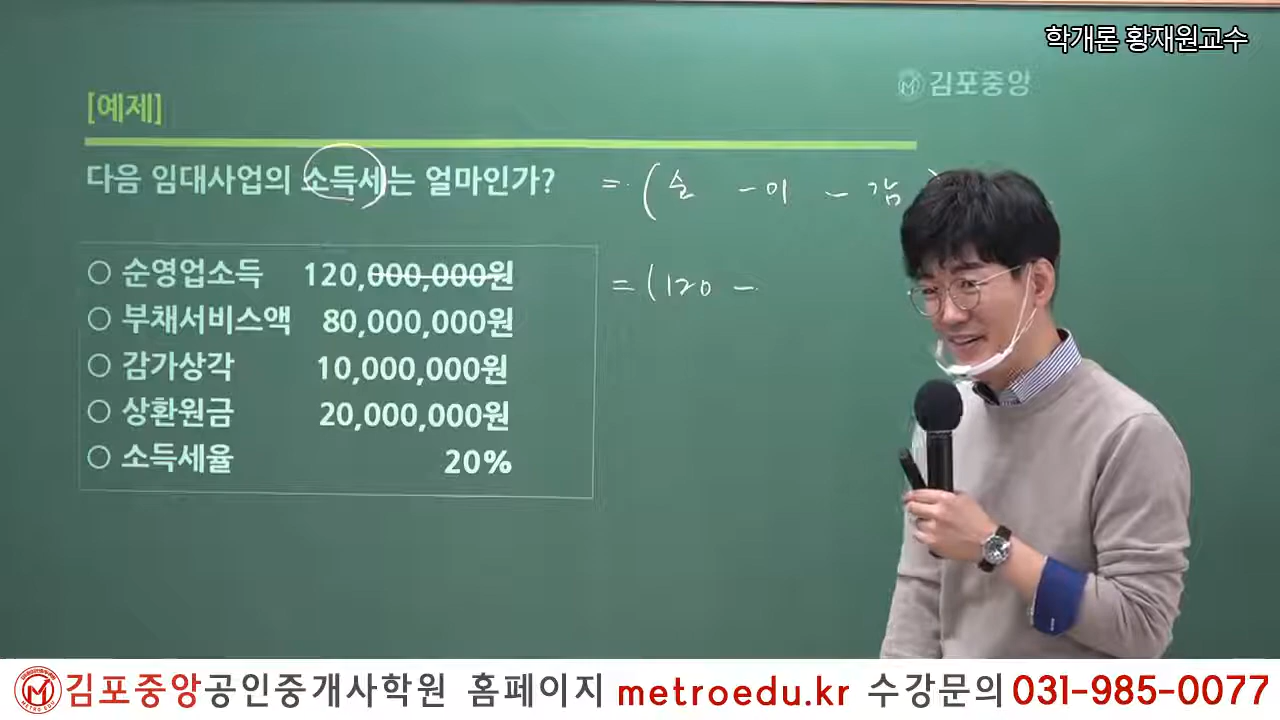 학개론 황재원교수
김포중앙
[예제]
다음 임대사업의 소득세는 얼마인가? = (순 - 이 - 감)
○ 순영업소득 120,000,000원 = (120 -
○ 부채서비스액 80,000,000원
○ 감가상각 10,000,000원
○ 상환원금 20,000,000원
○ 소득세율 20%
김포중앙공인중개사학원 홈페이지 metroedu.kr 수강문의 031-985-0077